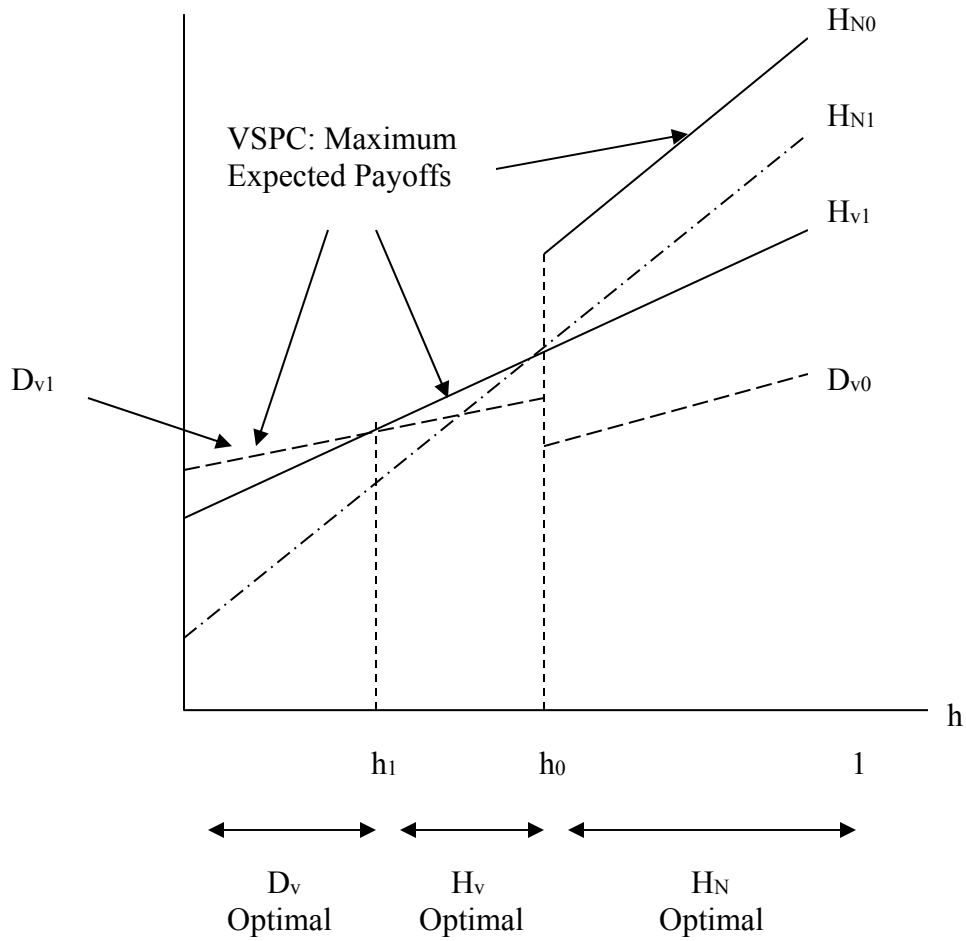 HN0
HN1
VSPC: Maximum
Expected Payoffs
Hv1
Dv1
Dv0
h
h1 h0 1
Dv Hv HN
Optimal Optimal Optimal